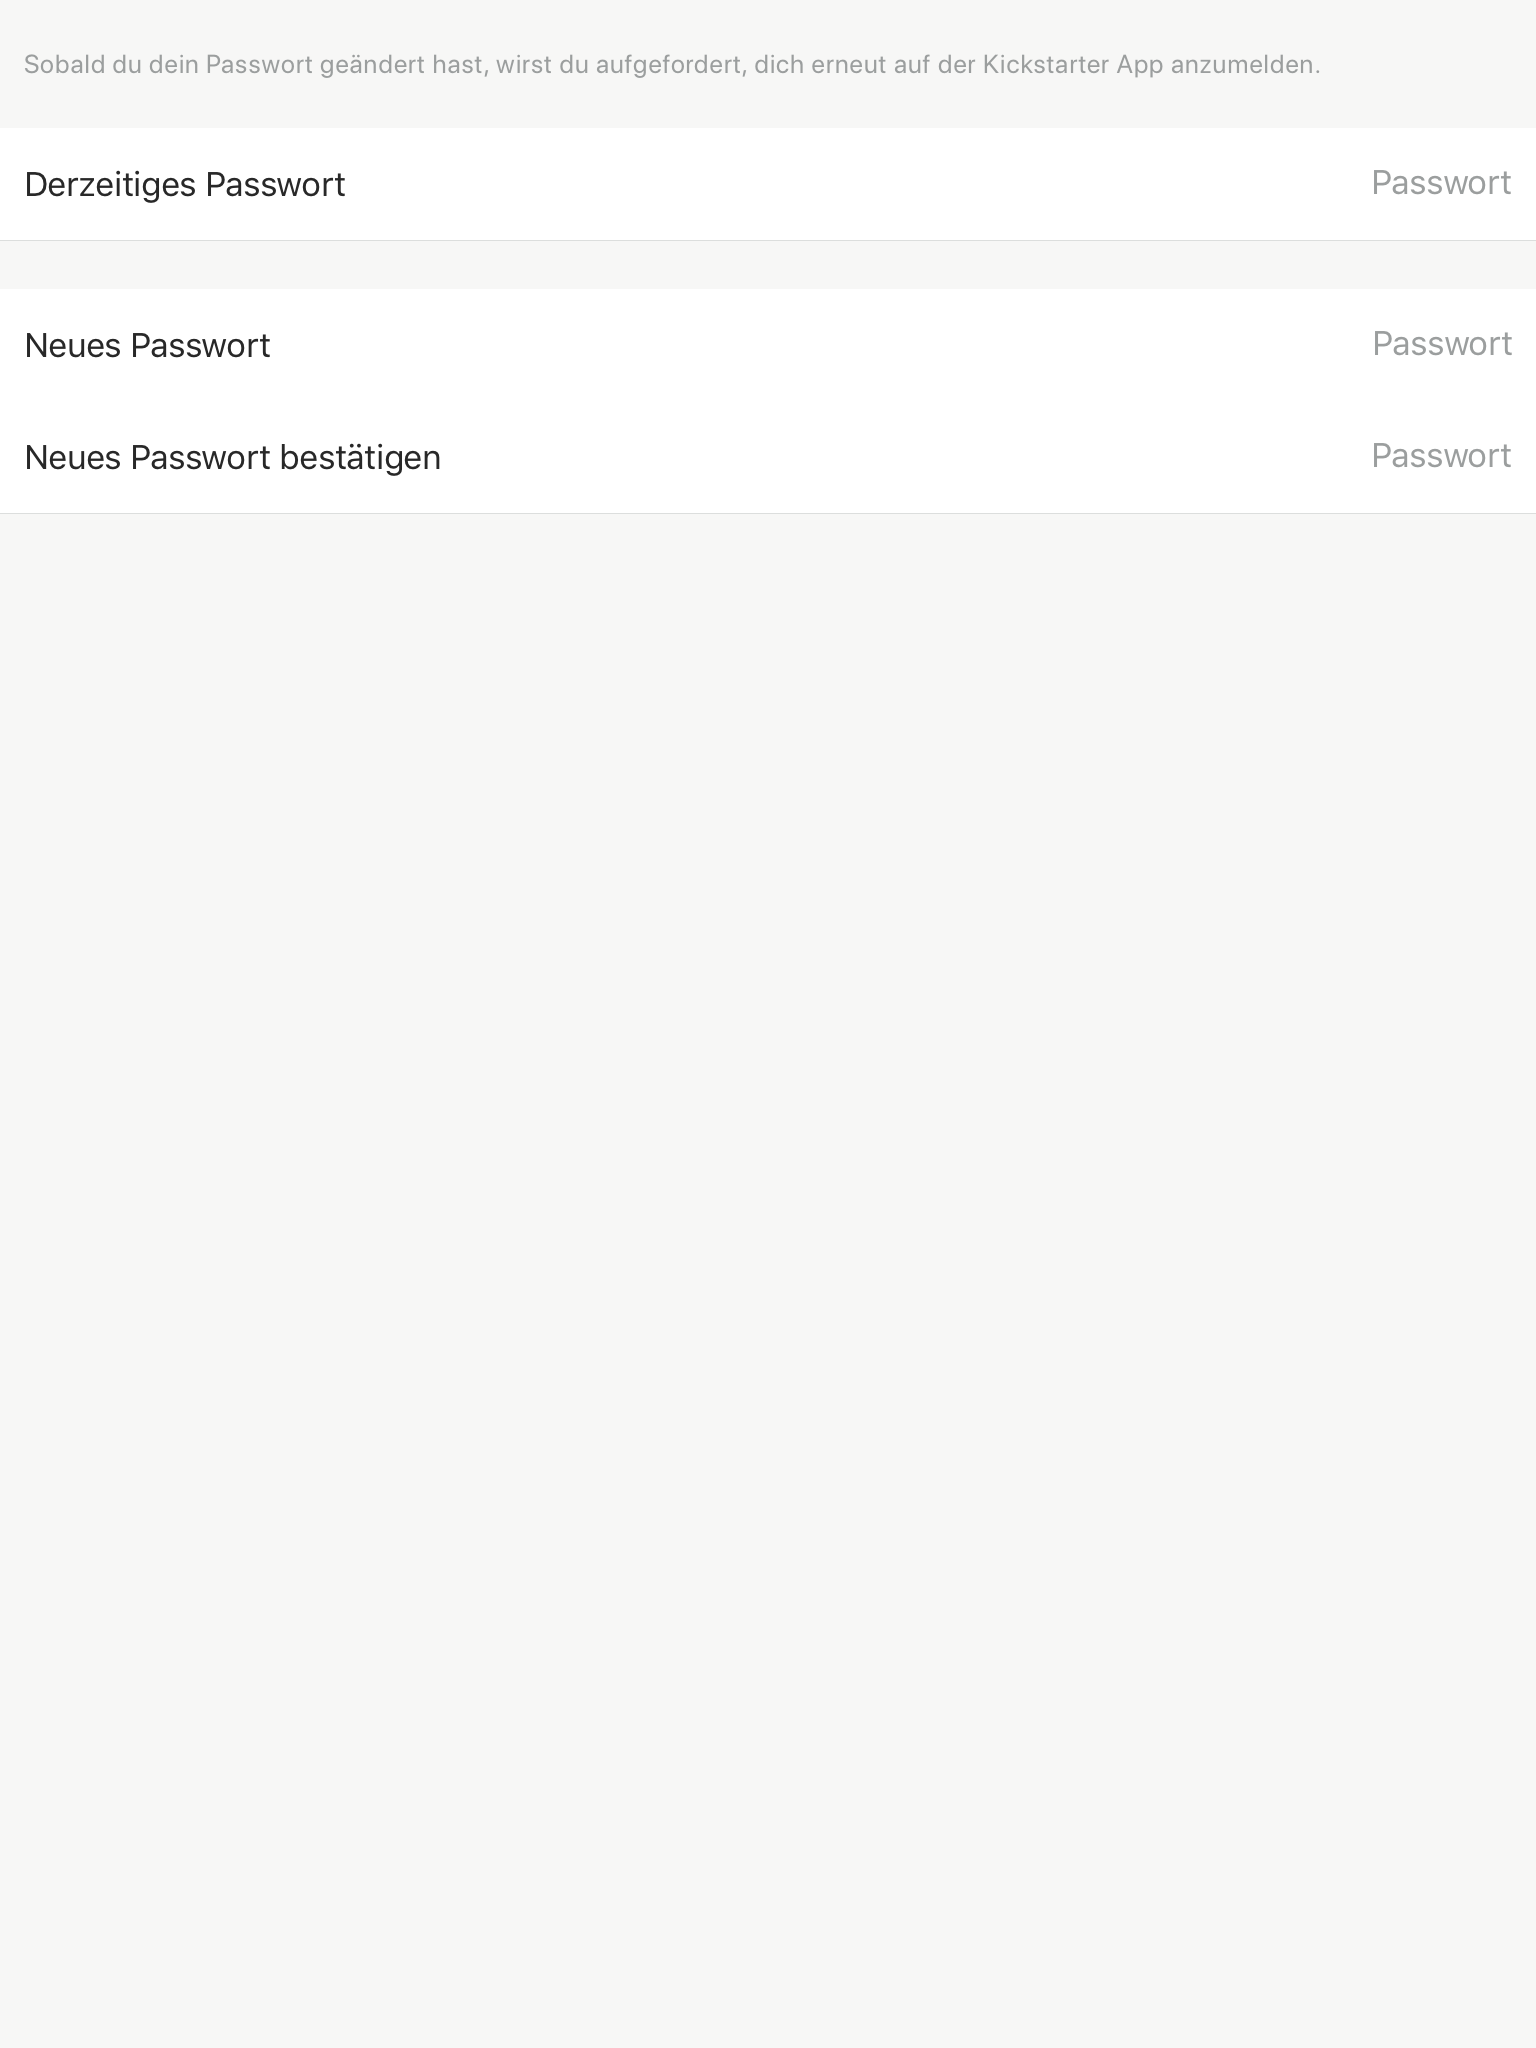 Sobald du dein Passwort geändert hast, wirst du aufgefordert, dich erneut auf der Kickstarter App anzumelden.
Derzeitiges Passwort Passwort
Neues Passwort Passwort
Neues Passwort bestätigen Passwort